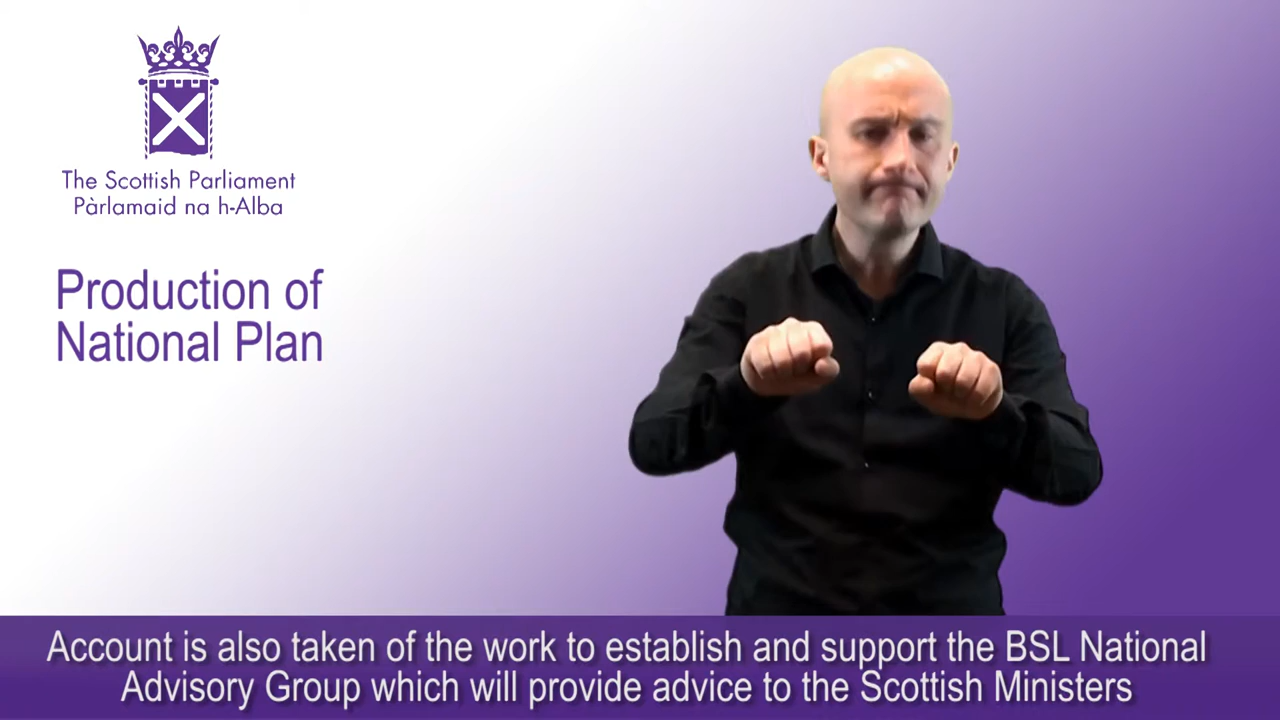 The Scottish Parliament
Pàrlamaid na h-Alba
Production of
National Plan
Account is also taken of the work to establish and support the BSL National
Advisory Group which will provide advice to the Scottish Ministers